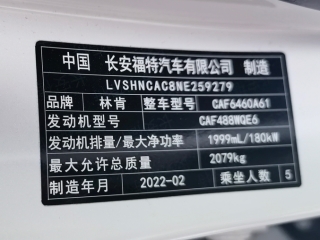 中国 长安福特汽车有限公司 制造
LVSHNCAC8NE259279
品牌 林肯 整车型号 CAF6460A61
发动机型号 CAF488WQE6
发动机排量/最大净功率 1999mL/180kW
最大允许总质量 2079kg
制造年月 2022-02 乘坐人数 5